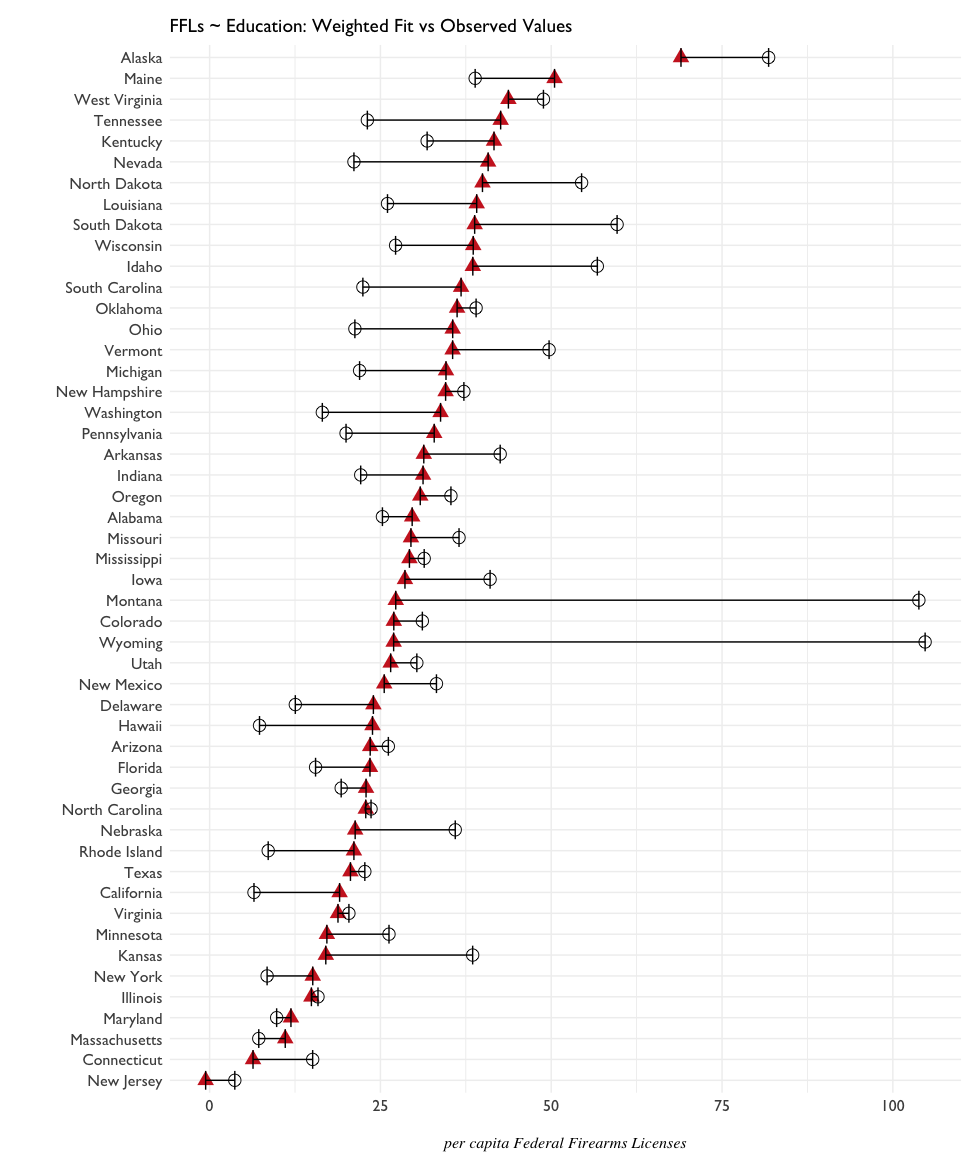 FFLs ~ Education: Weighted Fit vs Observed Values
Alaska
Maine
West Virginia
Tennessee
Kentucky
Nevada
North Dakota
Louisiana
South Dakota
Wisconsin
Idaho
South Carolina
Oklahoma
Ohio
Vermont
Michigan
New Hampshire
Washington
Pennsylvania
Arkansas
Indiana
Oregon
Alabama
Missouri
Mississippi
Iowa
Montana
Colorado
Wyoming
Utah
New Mexico
Delaware
Hawaii
Arizona
Florida
Georgia
North Carolina
Nebraska
Rhode Island
Texas
California
Virginia
Minnesota
Kansas
New York
Illinois
Maryland
Massachusetts
Connecticut
New Jersey
0 25 50 75 100
per capita Federal Firearms Licenses